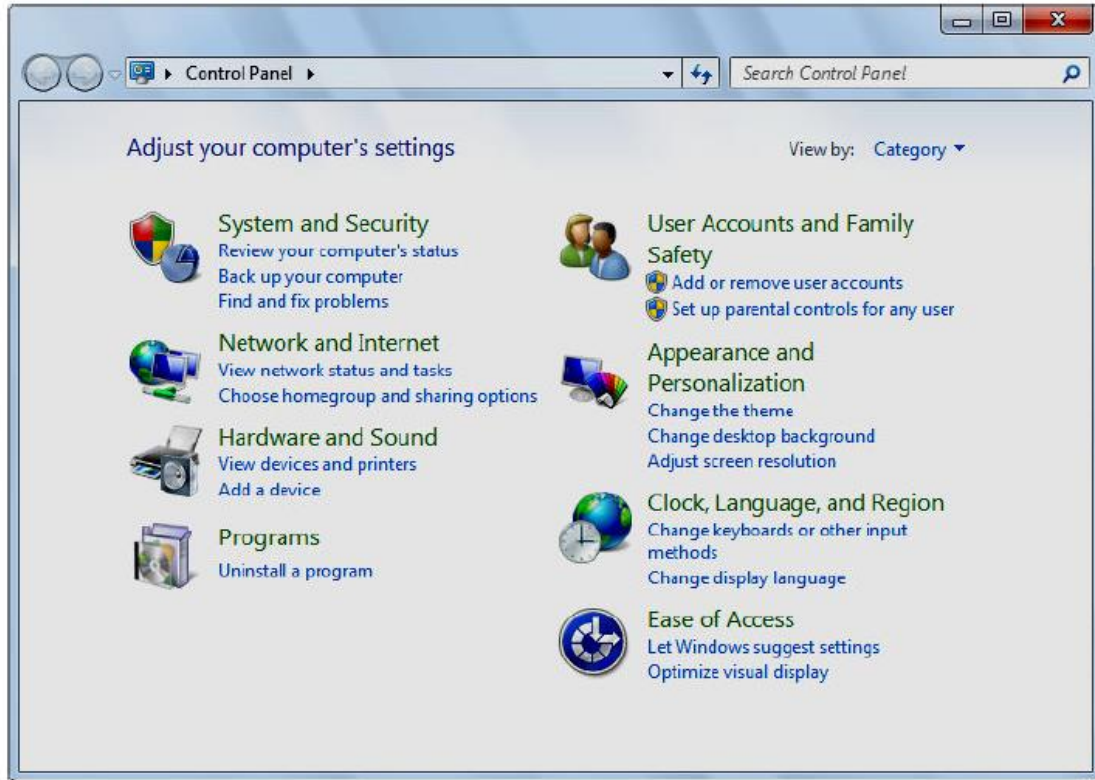 Control Panel
Search Control Panel
Adjust your computer's settings
View by: Category
System and Security
Review your computer's status
Back up your computer
Find and fix problems
Network and Internet
View network status and tasks
Choose homegroup and sharing options
Hardware and Sound
View devices and printers
Add a device
Programs
Uninstall a program
User Accounts and Family
Safety
Add or remove user accounts
Set up parental controls for any user
Appearance and
Personalization
Change the theme
Change desktop background
Adjust screen resolution
Clock, Language, and Region
Change keyboards or other input
methods
Change display language
Ease of Access
Let Windows suggest settings
Optimize visual display